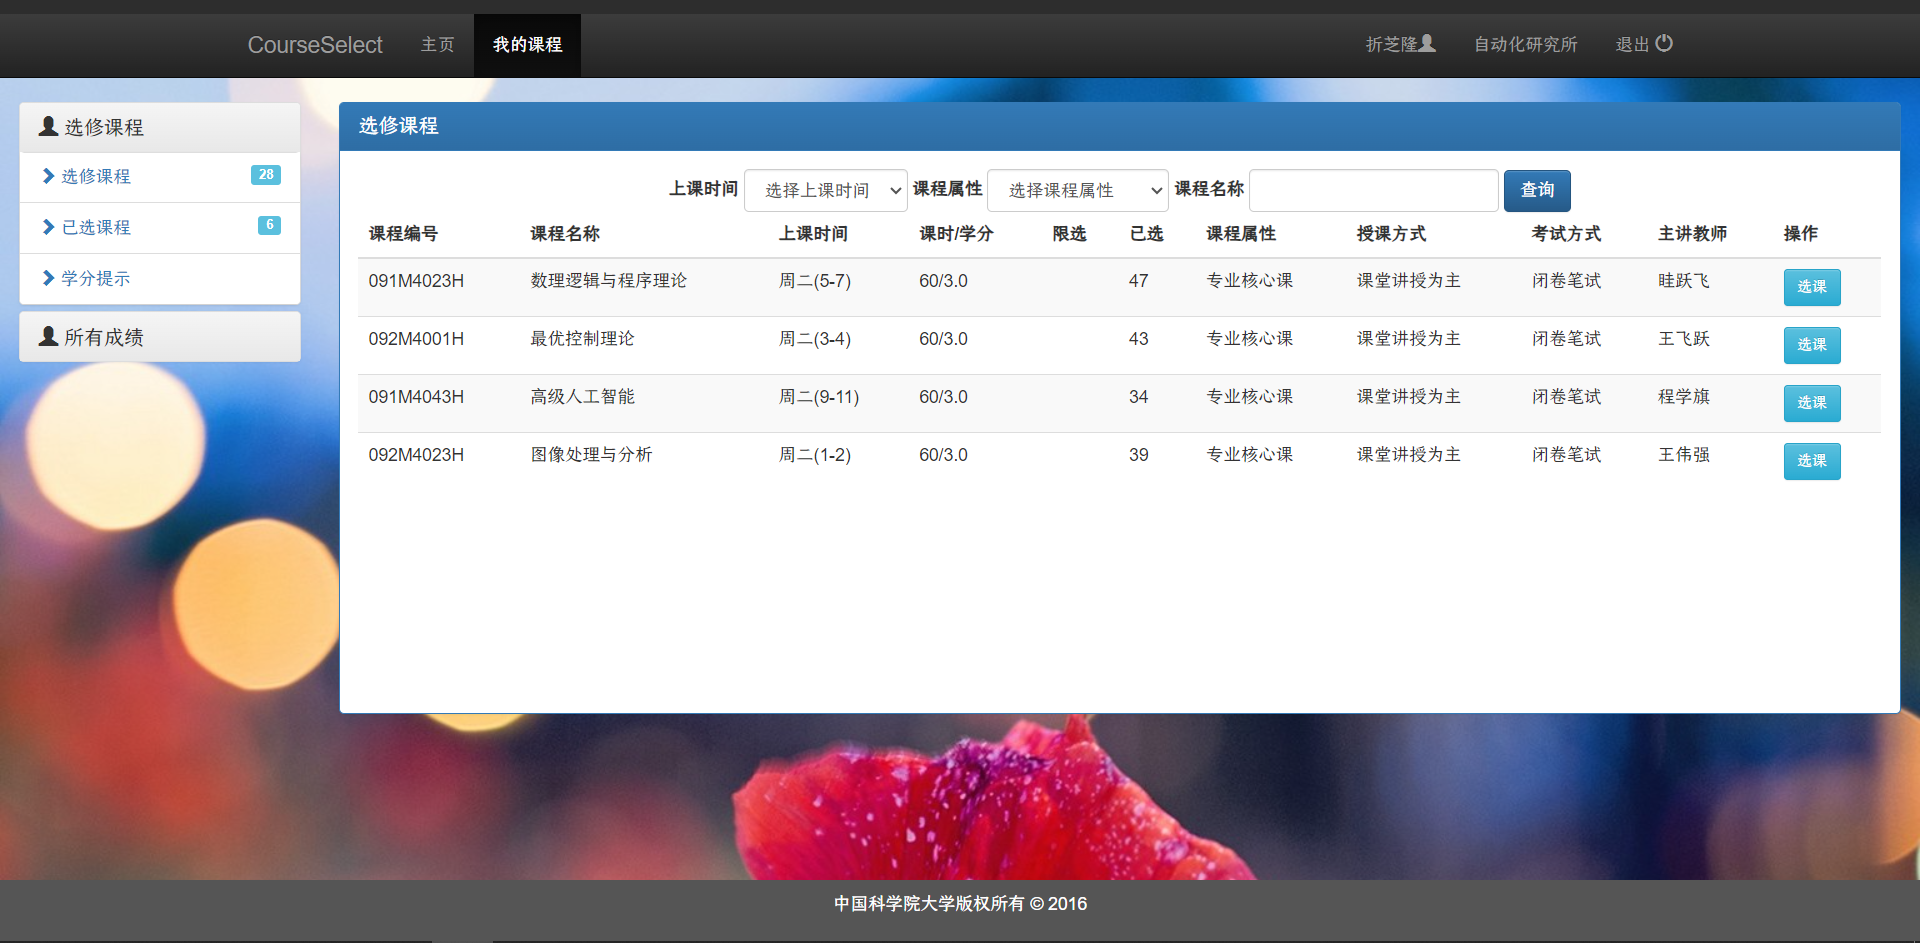 CourseSelect 主页 我的课程 折芝隆 自动化研究所 退出
选修课程
选修课程 28
已选课程 6
学分提示
所有成绩
选修课程
上课时间 选择上课时间 课程属性 选择课程属性 课程名称 查询
课程编号 课程名称 上课时间 课时/学分 限选 已选 课程属性 授课方式 考试方式 主讲教师 操作
091M4023H 数理逻辑与程序理论 周二(5-7) 60/3.0 47 专业核心课 课堂讲授为主 闭卷笔试 眭跃飞 选课
092M4001H 最优控制理论 周二(3-4) 60/3.0 43 专业核心课 课堂讲授为主 闭卷笔试 王飞跃 选课
091M4043H 高级人工智能 周二(9-11) 60/3.0 34 专业核心课 课堂讲授为主 闭卷笔试 程学旗 选课
092M4023H 图像处理与分析 周二(1-2) 60/3.0 39 专业核心课 课堂讲授为主 闭卷笔试 王伟强 选课
中国科学院大学版权所有 © 2016